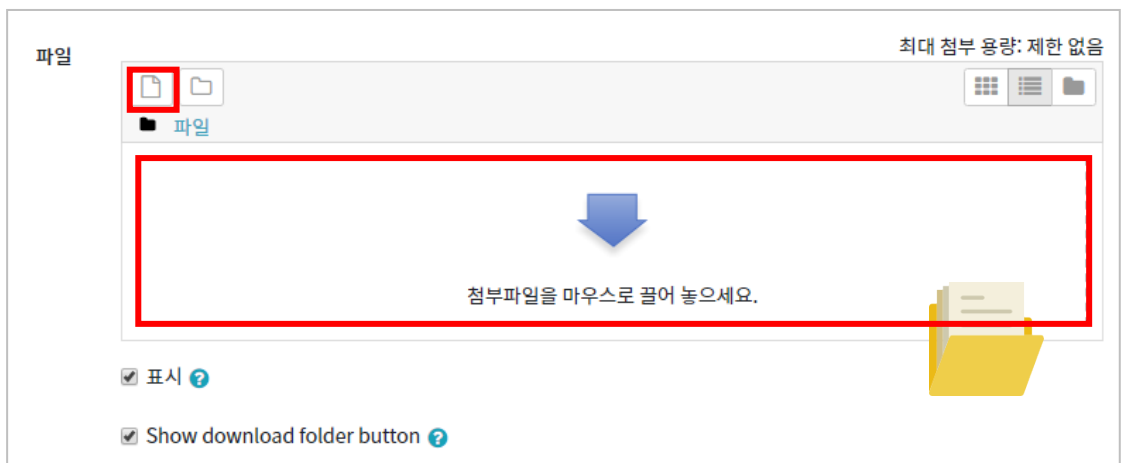 최대 첨부 용량: 제한 없음
파일
파일
첨부파일을 마우스로 끌어 놓으세요.
표시
Show download folder button